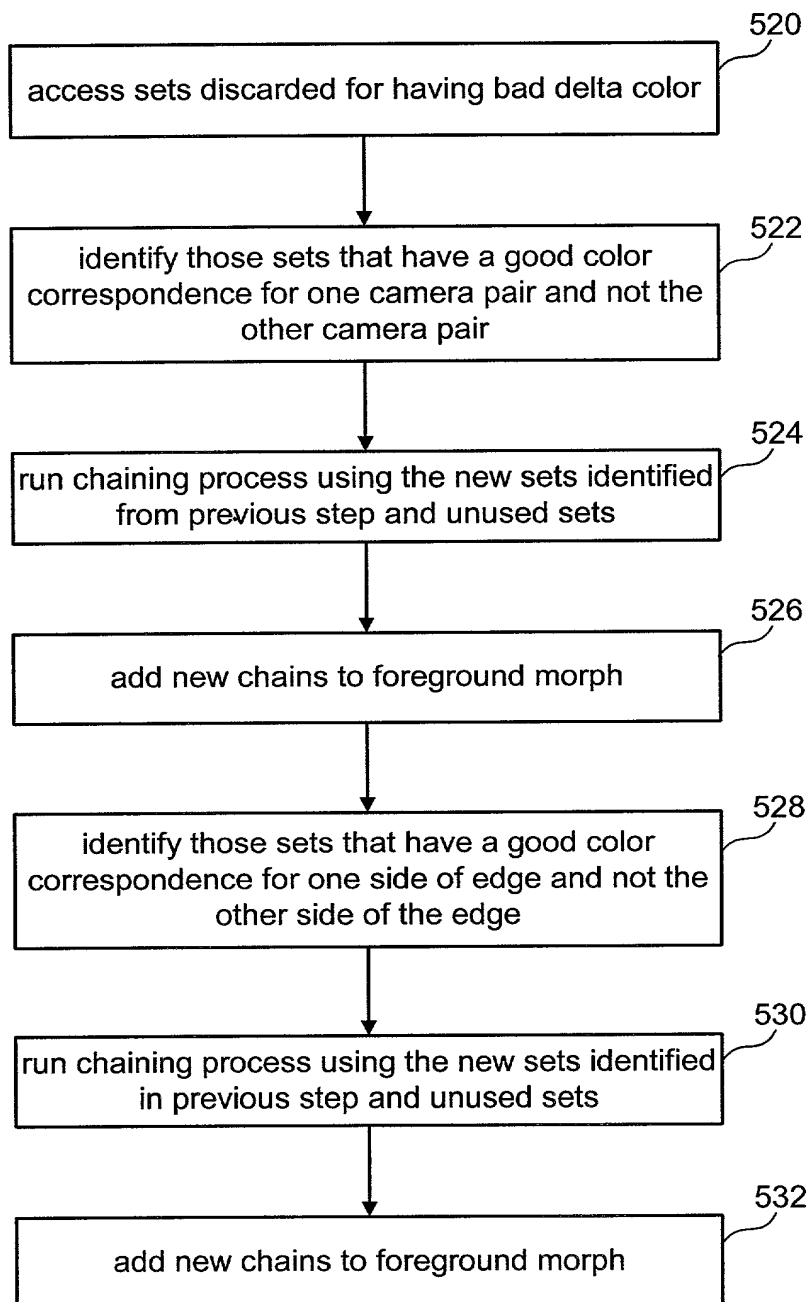 520
access sets discarded for having bad delta color
522
identify those sets that have a good color
correspondence for one camera pair and not the
other camera pair
524
run chaining process using the new sets identified
from previous step and unused sets
526
add new chains to foreground morph
528
identify those sets that have a good color
correspondence for one side of edge and not the
other side of the edge
530
run chaining process using the new sets identified
in previous step and unused sets
532
add new chains to foreground morph